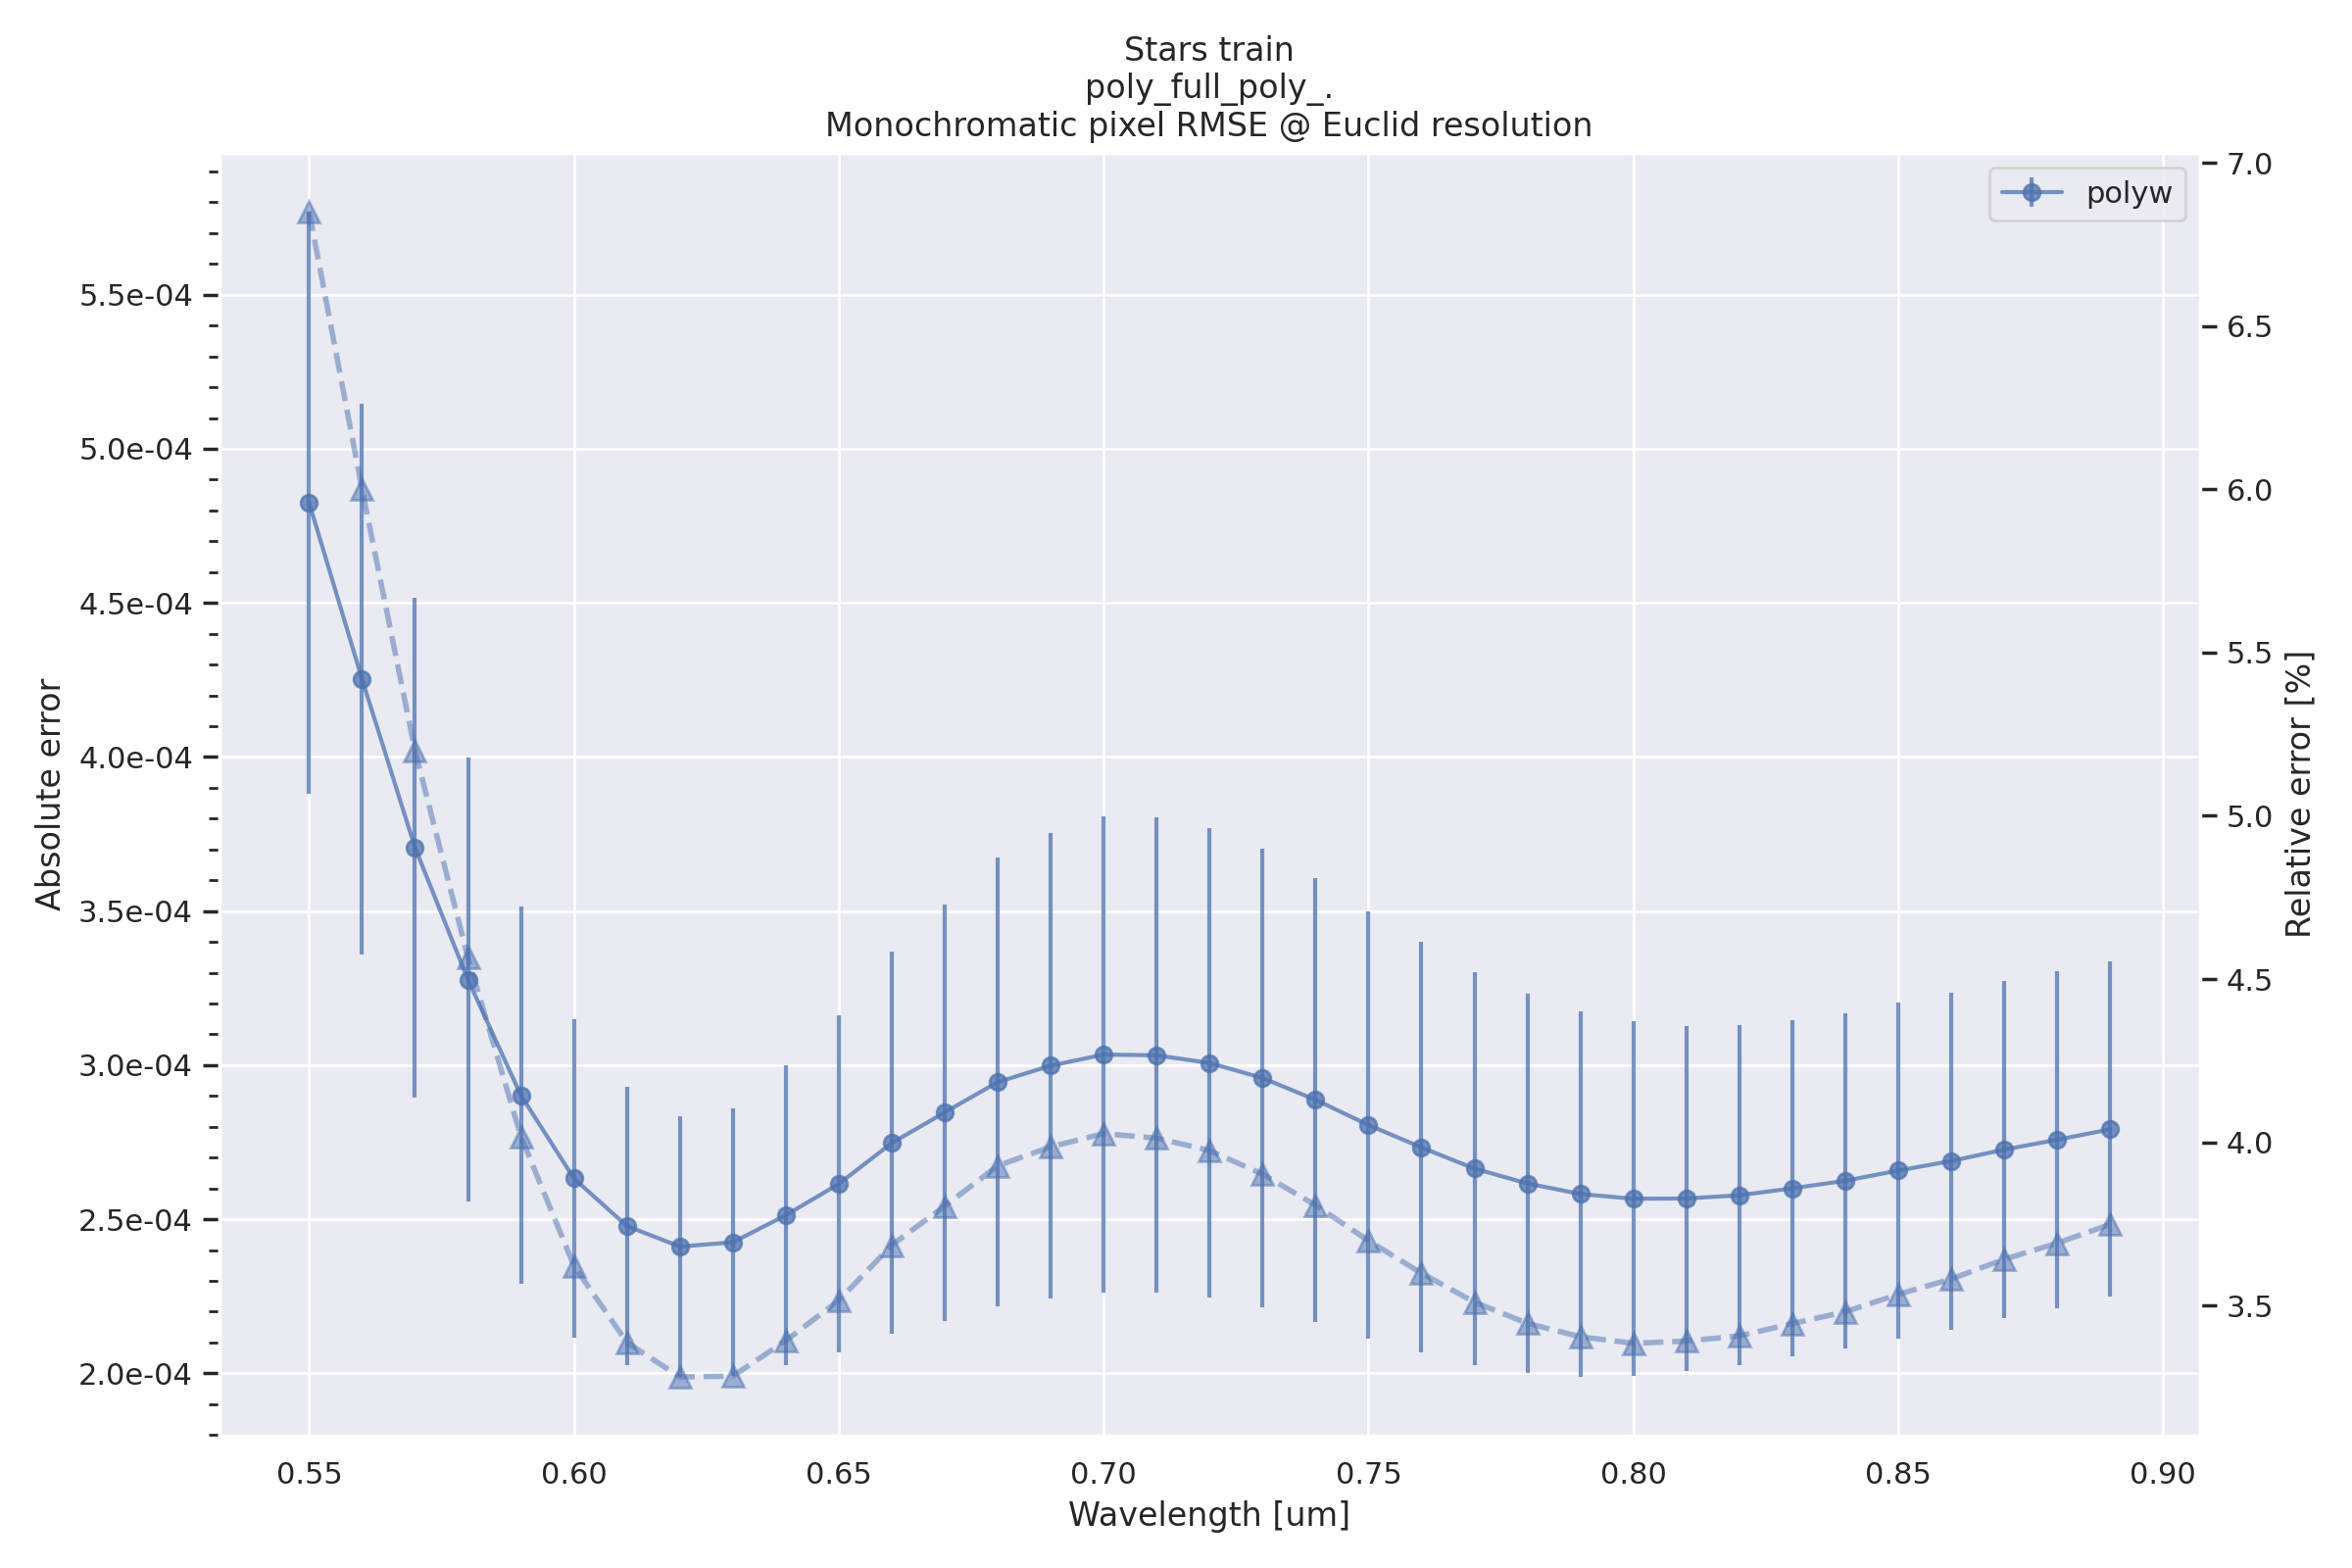 Stars train
poly_full_poly_.
Monochromatic pixel RMSE @ Euclid resolution
polyw
Absolute error
5.5e-04
5.0e-04
4.5e-04
4.0e-04
3.5e-04
3.0e-04
2.5e-04
2.0e-04
7.0
6.5
6.0
5.5
5.0
4.5
4.0
3.5
Relative error [%]
0.55 0.60 0.65 0.70 0.75 0.80 0.85 0.90
Wavelength [um]